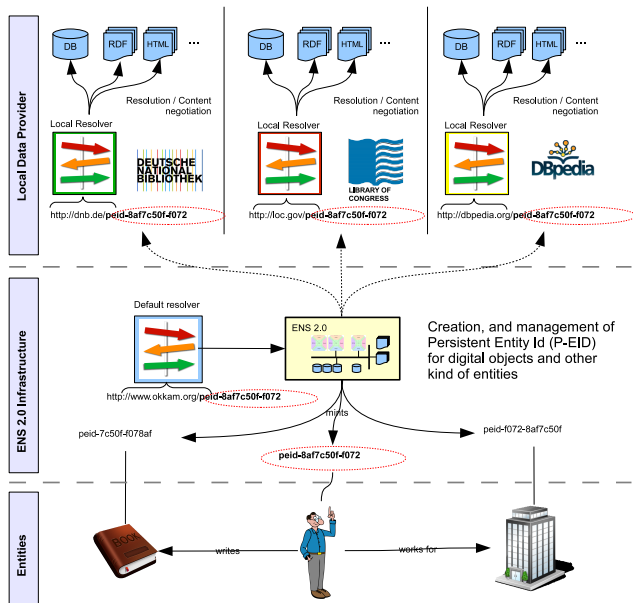 Local Data Provider
DB
RDF
HTML
...
DB
RDF
HTML
...
DB
RDF
HTML
...
Resolution / Content
negotiation
Resolution / Content
negotiation
Resolution / Content
negotiation
Local Resolver
Local Resolver
Local Resolver
DEUTSCHE
NATIONAL
BIBLIOTHEK
LIBRARY OF
CONGRESS
DBpedia
http://dnb.de/peid-8af7c50f-f072
http://loc.gov/peid-8af7c50f-f072
http://dbpedia.org/peid-8af7c50f-f072
ENS 2.0 Infrastructure
Default resolver
ENS 2.0
Creation, and management of
Persistent Entity Id (P-EID)
for digital objects and other
kind of entities
http://www.okkam.org/peid-8af7c50f-f072
mints
peid-7c50f-f078af
peid-8af7c50f-f072
peid-f072-8af7c50f
Entities
BOOK
writes
works for